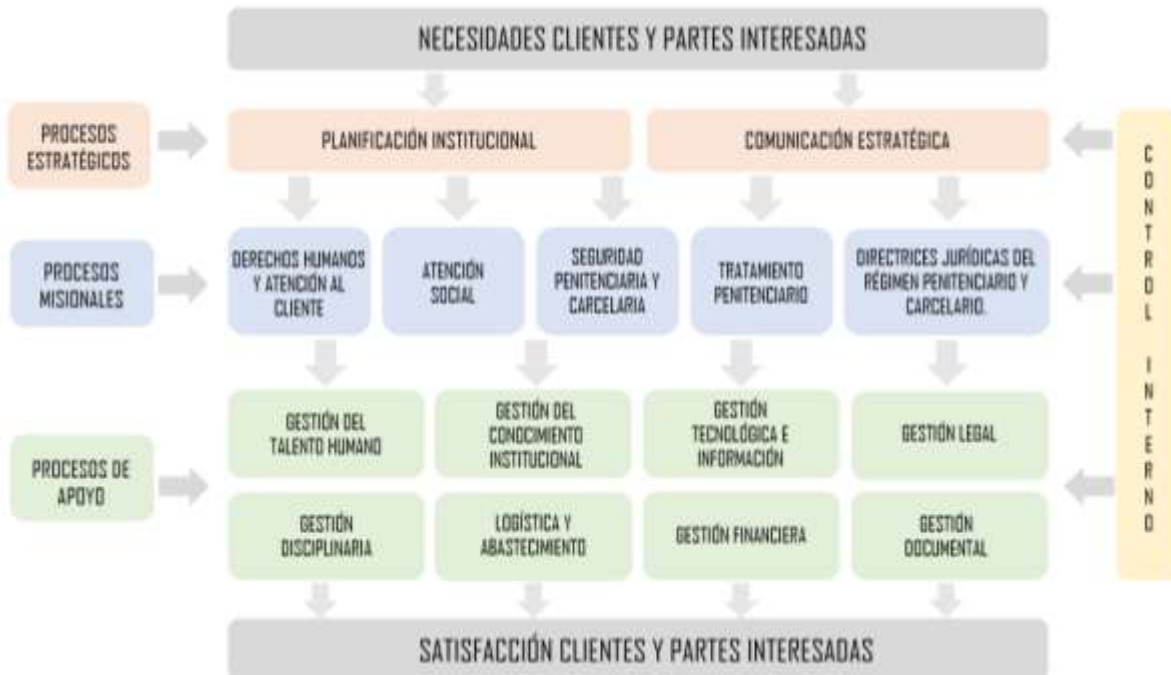 NECESIDADES CLIENTES Y PARTES INTERESADAS
PROCESOS
ESTRATÉGICOS
PLANIFICACIÓN INSTITUCIONAL
COMUNICACIÓN ESTRATÉGICA
PROCESOS
MISIONALES
DERECHOS HUMANOS
Y ATENCIÓN AL
CLIENTE
ATENCIÓN
SOCIAL
SEGURIDAD
PENITENCIARIA Y
CARCELARIA
TRATAMIENTO
PENITENCIARIO
DIRECTRICES JURÍDICAS DEL
RÉGIMEN PENITENCIARIO Y
CARCELARIO.
PROCESOS DE
APOYO
GESTIÓN DEL
TALENTO HUMANO
GESTIÓN DEL
CONOCIMIENTO
INSTITUCIONAL
GESTIÓN
TECNOLÓGICA E
INFORMACIÓN
GESTIÓN LEGAL
GESTIÓN
DISCIPLINARIA
LOGÍSTICA Y
ABASTECIMIENTO
GESTIÓN FINANCIERA
GESTIÓN
DOCUMENTAL
CONTROL INTERNO
SATISFACCIÓN CLIENTES Y PARTES INTERESADAS